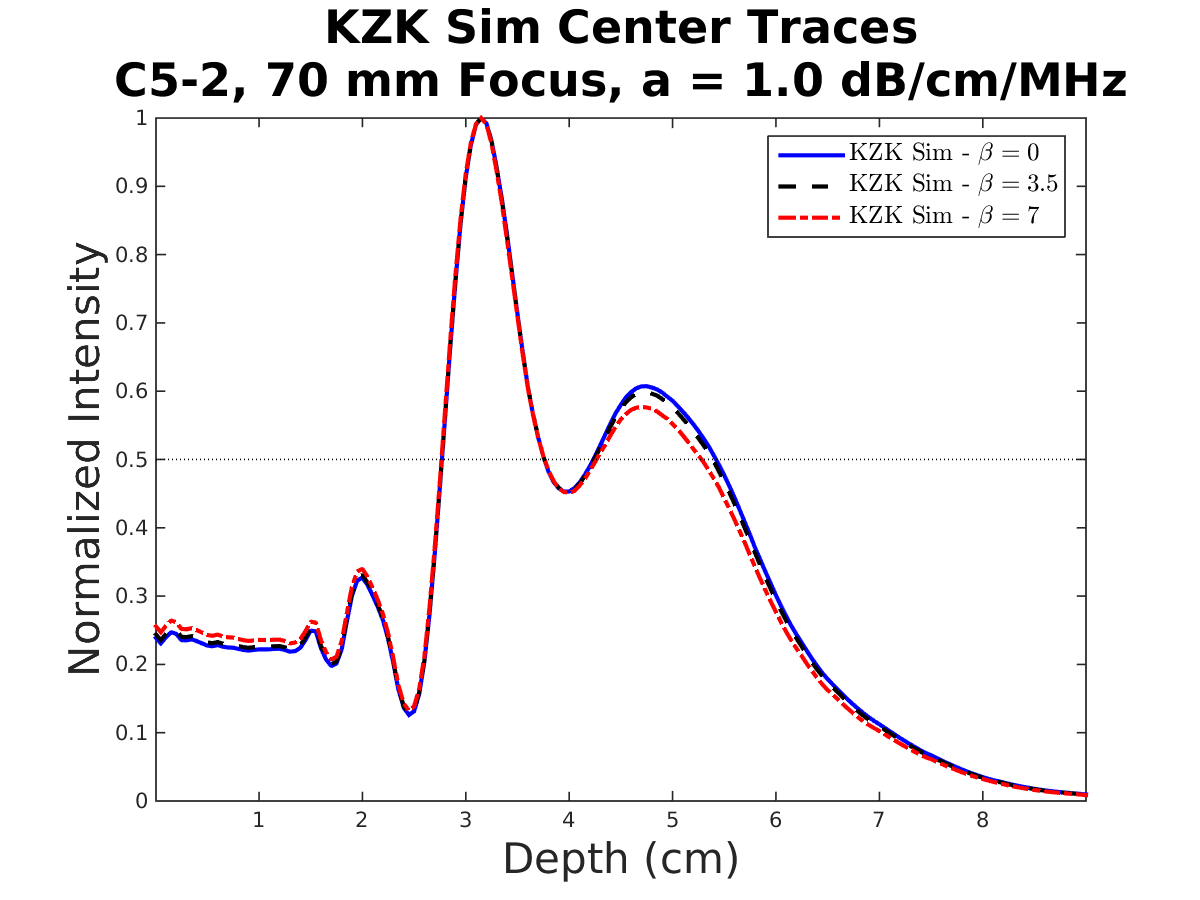 KZK Sim Center Traces
C5-2, 70 mm Focus, a = 1.0 dB/cm/MHz
KZK Sim - β = 0
KZK Sim - β = 3.5
KZK Sim - β = 7
Normalized Intensity
1
0.9
0.8
0.7
0.6
0.5
0.4
0.3
0.2
0.1
0
1 2 3 4 5 6 7 8
Depth (cm)